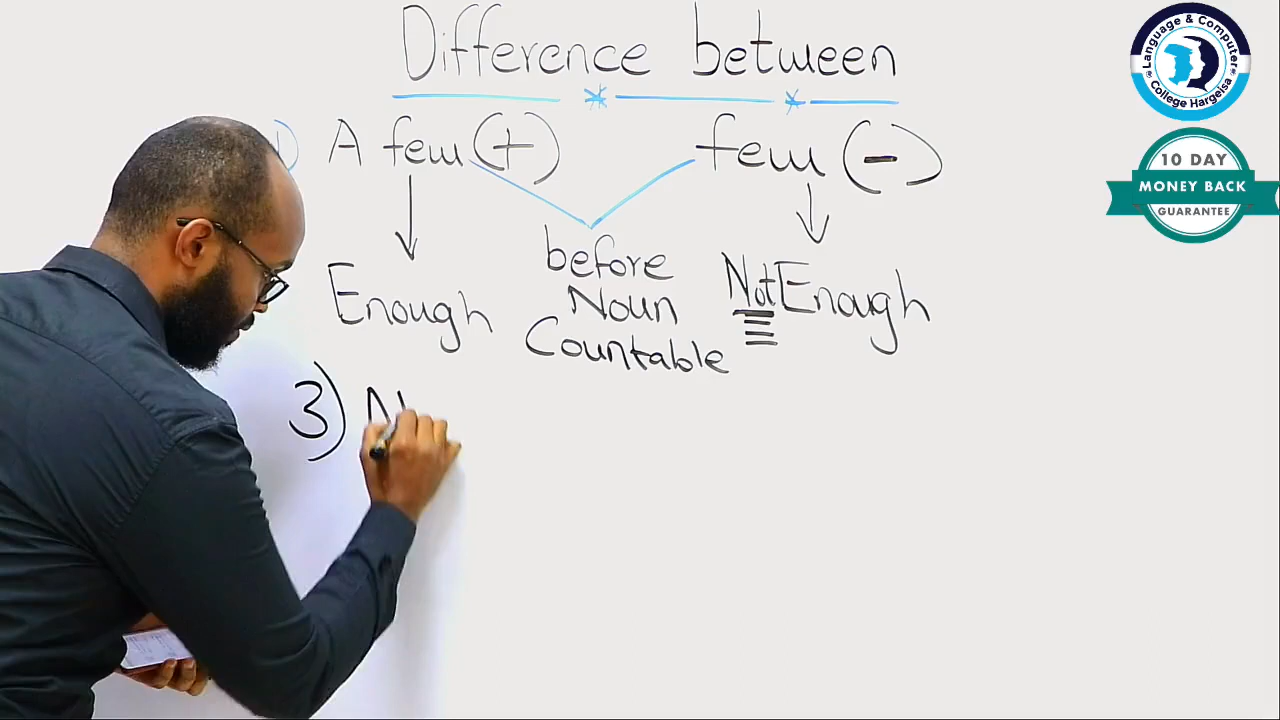 Difference between
1) A few (+) few (-)
Enough before Noun Countable Not Enough
3) N
Language & Computer
College Hargeisa
10 DAY
MONEY BACK
GUARANTEE